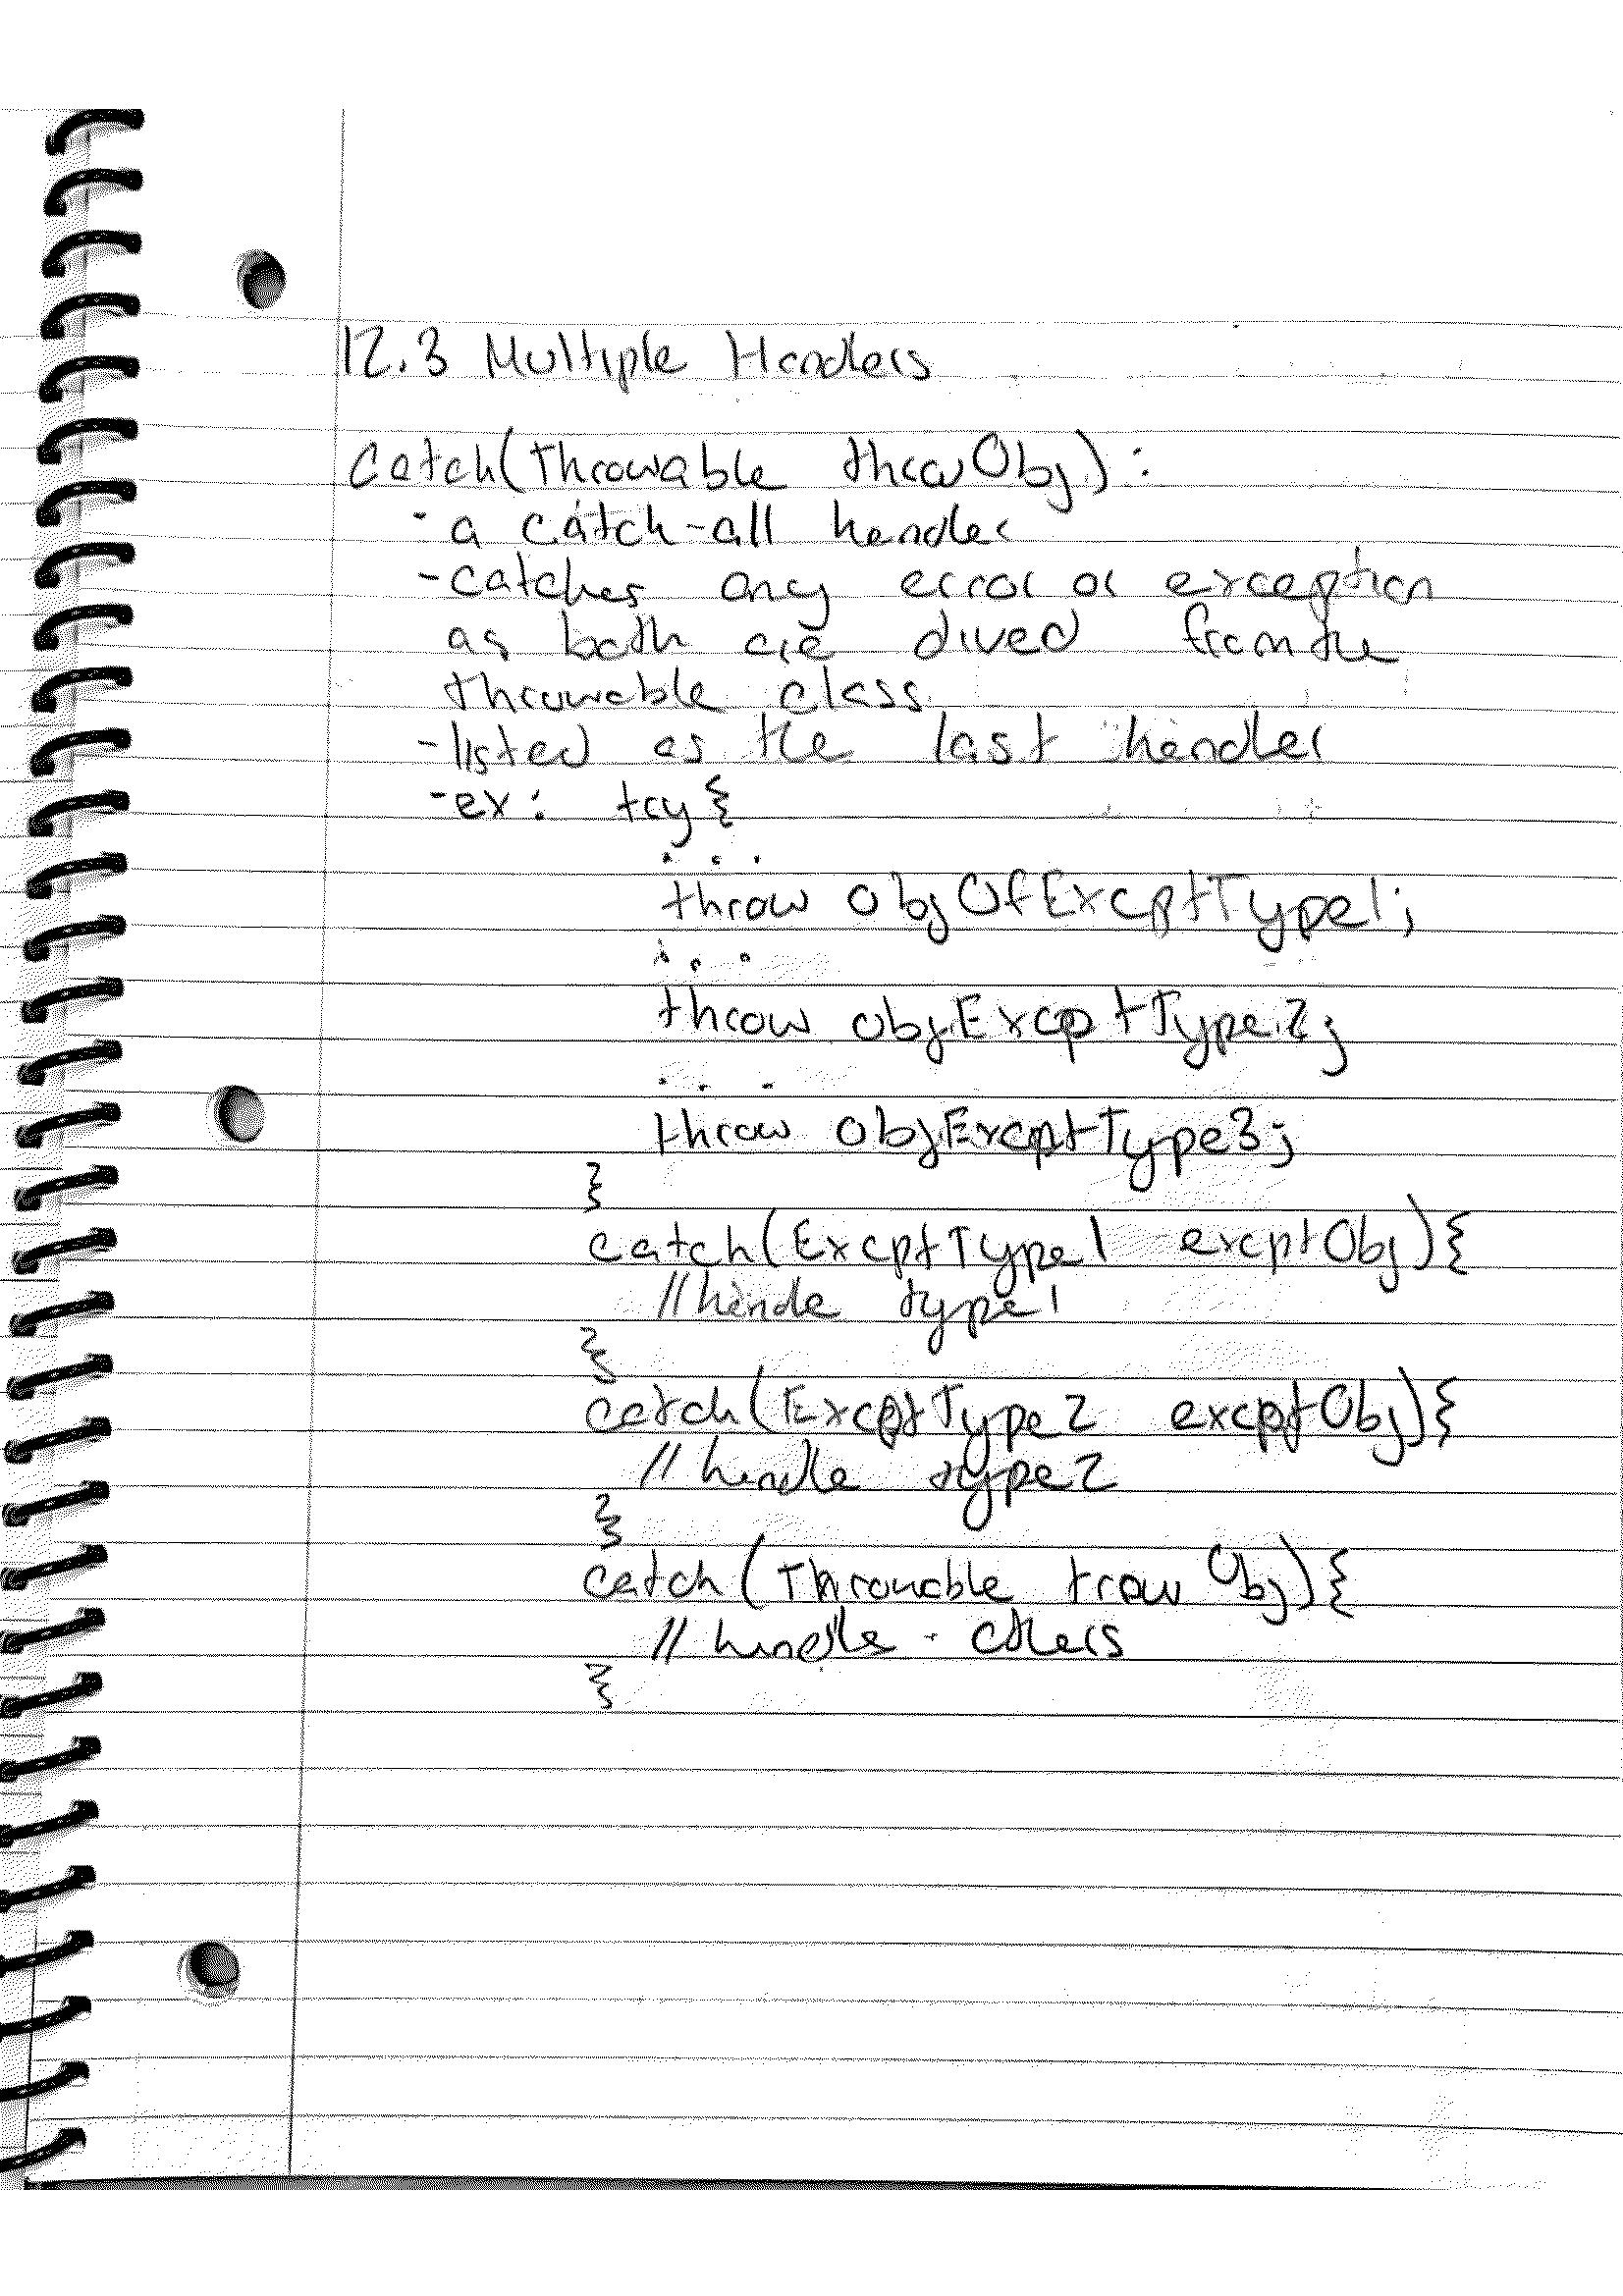 12.3 Multiple Handlers
catch(Throwable throwObj):
- a catch-all handler
- catches any error or exception
as both are dived from the
throwable class
- listed as the last handler
- ex: try{
...
throw objOfExcptType1;
...
throw objExcptType2;
...
throw objExcptType3;
}
catch(ExcptType1 excptObj){
//hande type1
}
catch(ExcptType2 excptObj){
// handle type2
}
catch(Throwable trowObj){
// handle others
}